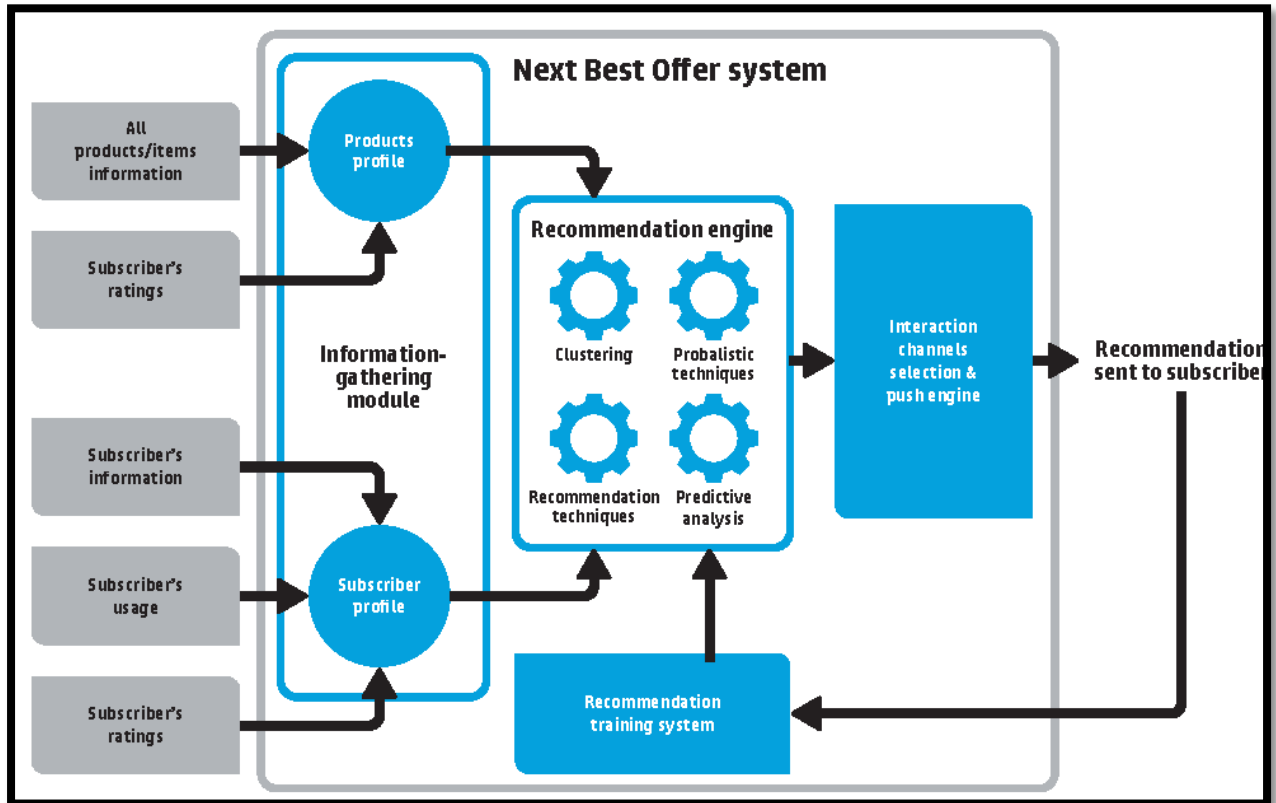 Next Best Offer system
All
products/items
information
Subscriber's
ratings
Subscriber's
information
Subscriber's
usage
Subscriber's
ratings
Products
profile
Information-
gathering
module
Subscriber
profile
Recommendation engine
Clustering
Probalistic
techniques
Recommendation
techniques
Predictive
analysis
Recommendation
training system
Interaction
channels
selection &
push engine
Recommendation
sent to subscriber